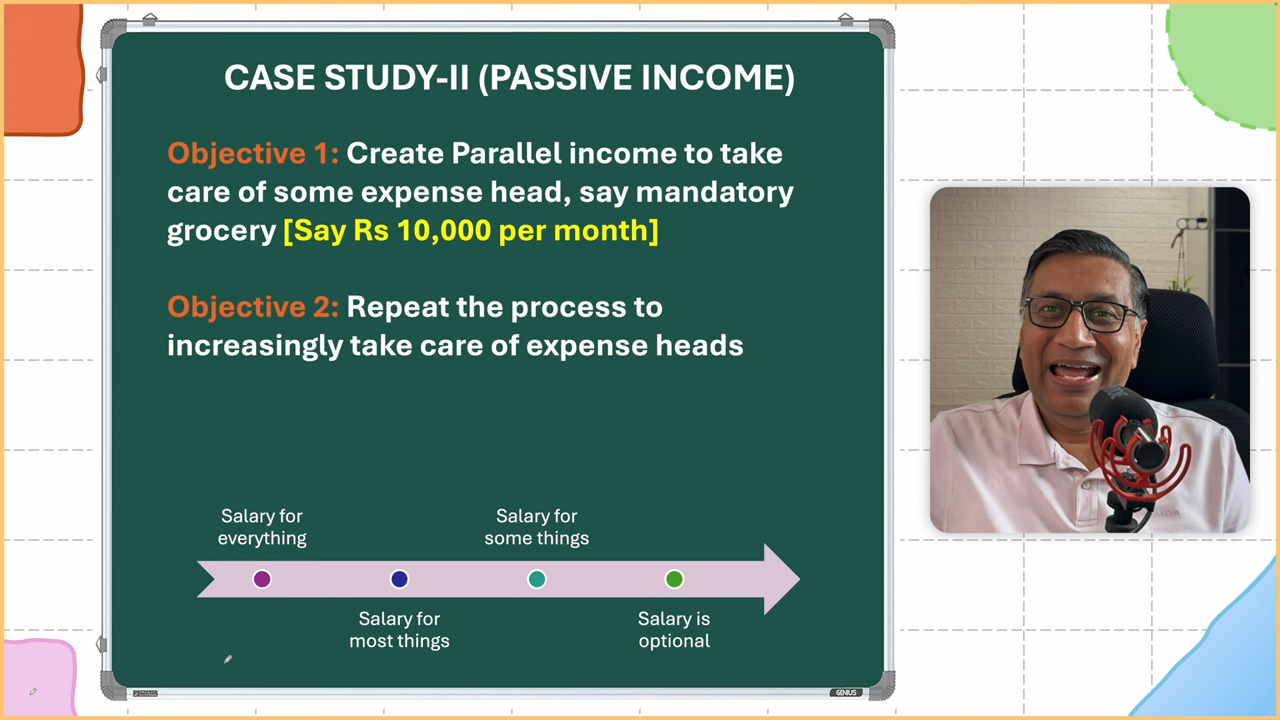 CASE STUDY-II (PASSIVE INCOME)
Objective 1: Create Parallel income to take
care of some expense head, say mandatory
grocery [Say Rs 10,000 per month]
Objective 2: Repeat the process to
increasingly take care of expense heads
Salary for
everything
Salary for
some things
Salary for
most things
Salary is
optional
GENIUS